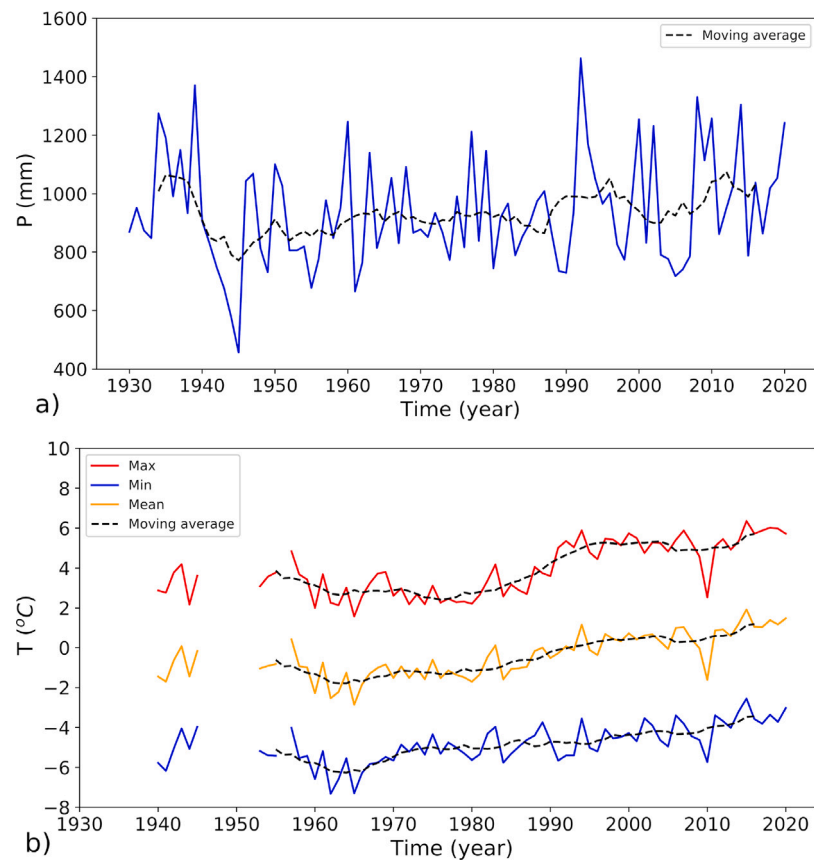 1600
1400
1200
1000
800
600
400
P (mm)
Moving average
1930 1940 1950 1960 1970 1980 1990 2000 2010 2020
Time (year)
a)
10
8
6
4
2
0
−2
−4
−6
−8
T (°C)
Max
Min
Mean
Moving average
1930 1940 1950 1960 1970 1980 1990 2000 2010 2020
Time (year)
b)